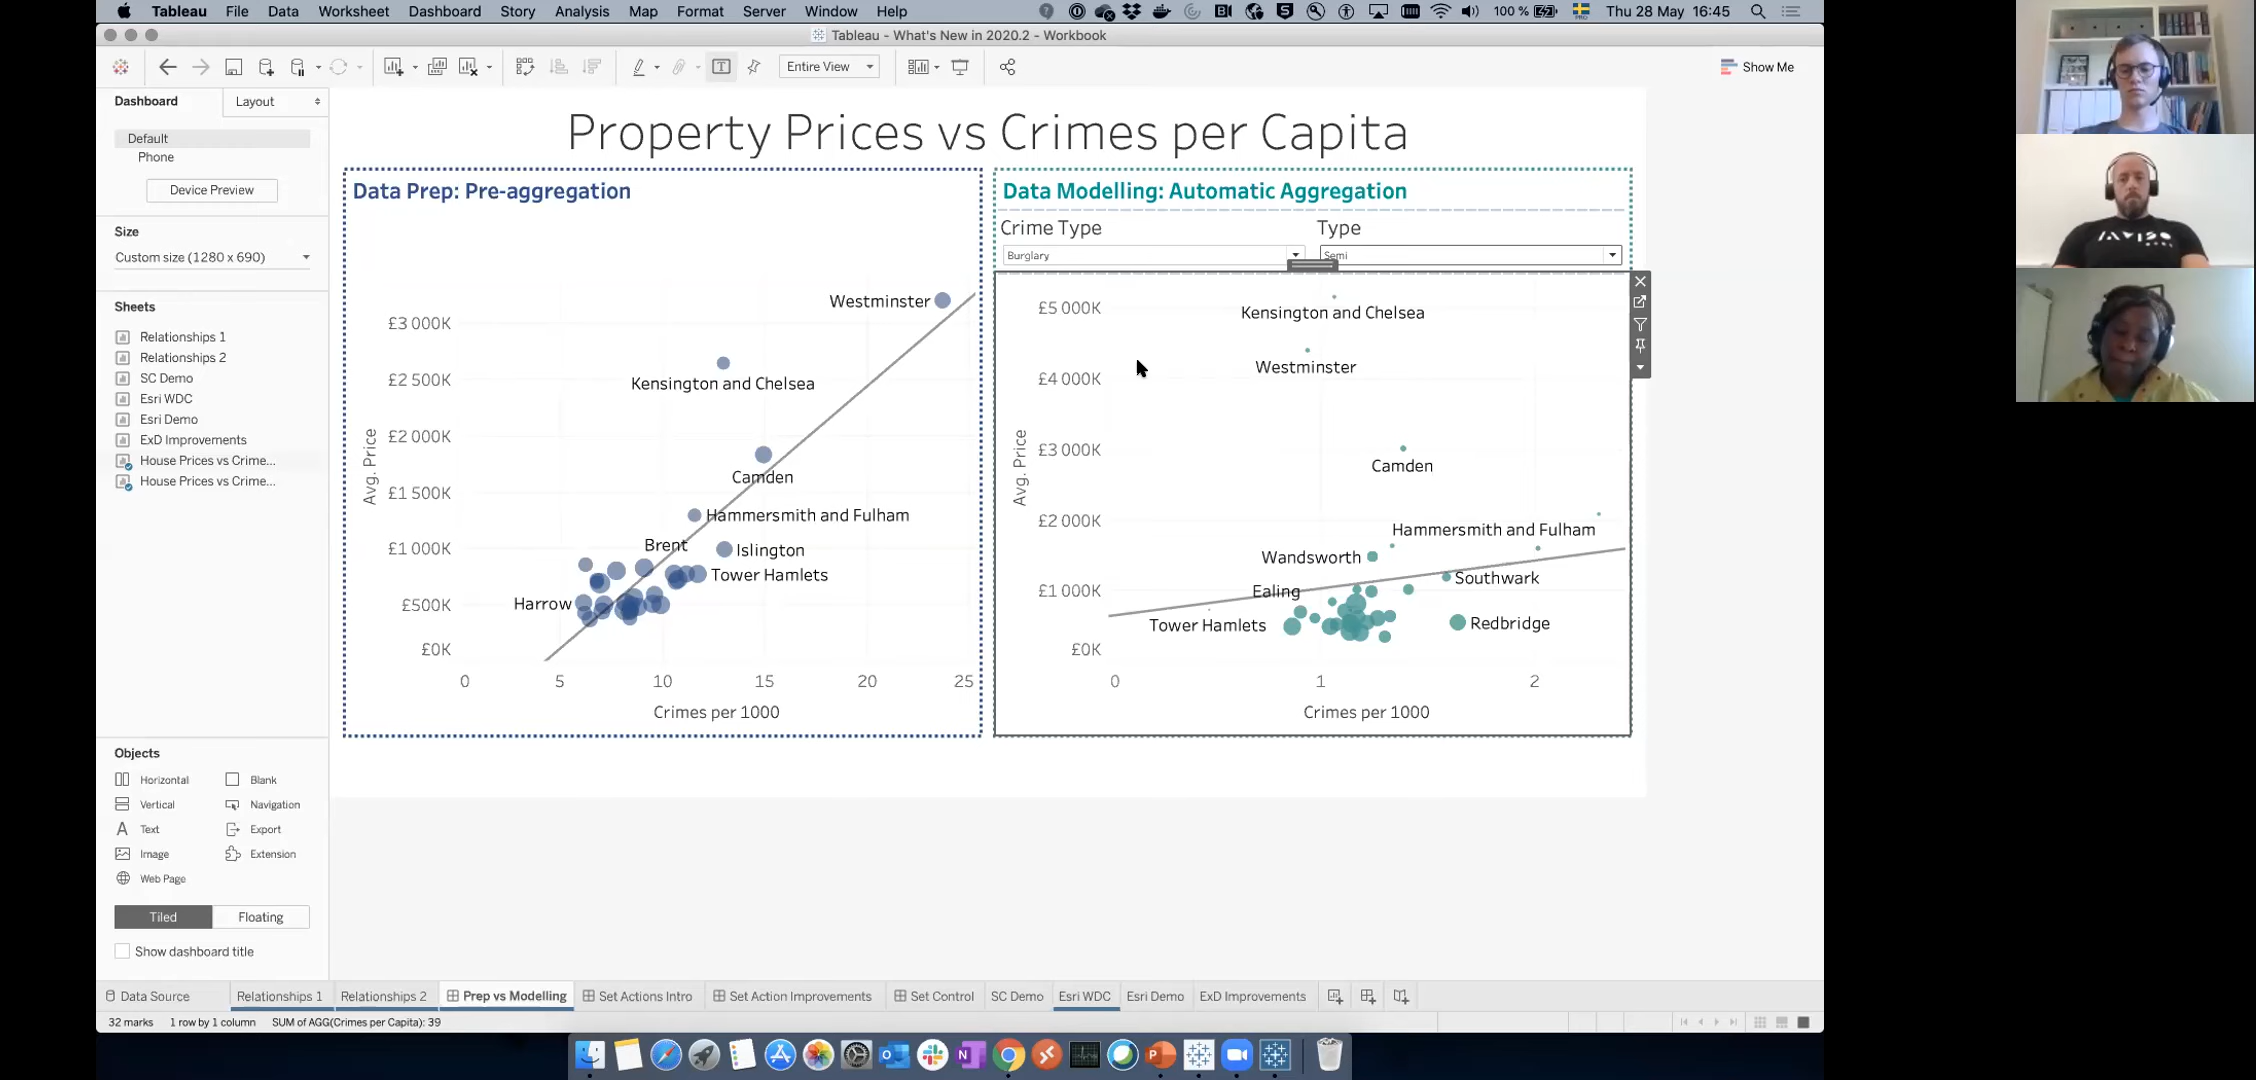 Tableau File Data Worksheet Dashboard Story Analysis Map Format Server Window Help 100 % Thu 28 May 16:45
Tableau - What's New in 2020.2 - Workbook
Entire View Show Me
Dashboard Layout
Default
Phone
Device Preview
Size
Custom size (1280 x 690)
Sheets
Relationships 1
Relationships 2
SC Demo
Esri WDC
Esri Demo
ExD Improvements
House Prices vs Crime...
House Prices vs Crime...
Objects
Horizontal Blank
Vertical Navigation
Text Export
Image Extension
Web Page
Tiled Floating
Show dashboard title
Property Prices vs Crimes per Capita
Data Prep: Pre-aggregation
Westminster
Kensington and Chelsea
Camden
Hammersmith and Fulham
Brent
Islington
Tower Hamlets
Harrow
Avg. Price
£3 000K
£2 500K
£2 000K
£1 500K
£1 000K
£500K
£0K
0 5 10 15 20 25
Crimes per 1000
Data Modelling: Automatic Aggregation
Crime Type Type
Burglary Semi
Kensington and Chelsea
Westminster
Camden
Hammersmith and Fulham
Wandsworth
Southwark
Ealing
Tower Hamlets
Redbridge
Avg. Price
£5 000K
£4 000K
£3 000K
£2 000K
£1 000K
£0K
0 1 2
Crimes per 1000
Data Source Relationships 1 Relationships 2 Prep vs Modelling Set Actions Intro Set Action Improvements Set Control SC Demo Esri WDC Esri Demo ExD Improvements
32 marks 1 row by 1 column SUM of AGG(Crimes per Capita): 39